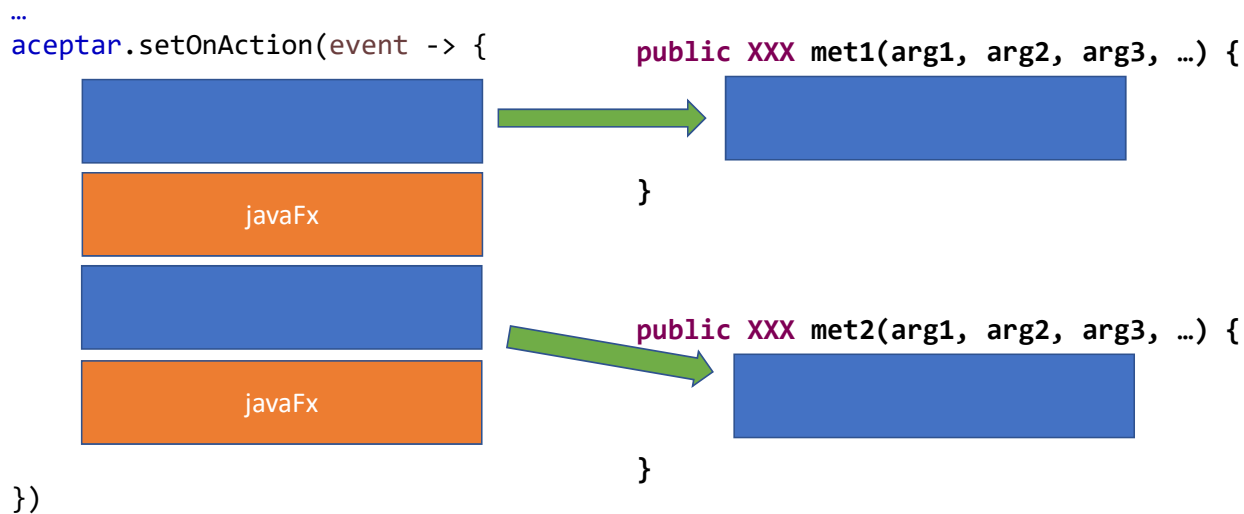 …
aceptar.setOnAction(event -> {
javaFx
javaFx
})
public XXX met1(arg1, arg2, arg3, …) {
}
public XXX met2(arg1, arg2, arg3, …) {
}